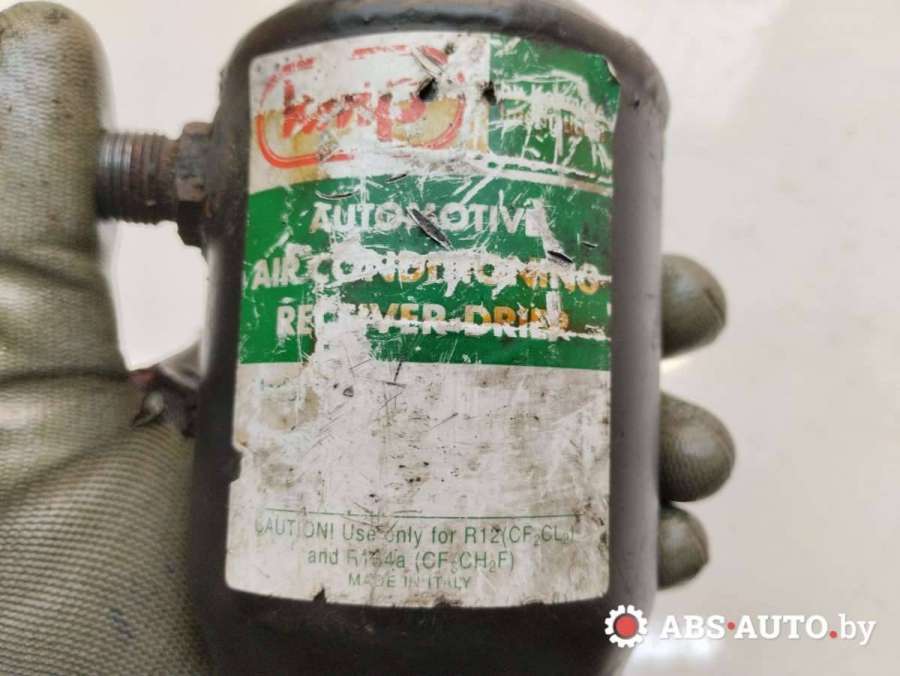 AUTOMOTIVE
AIR CONDITIONING
RECEIVER-DRIER
CAUTION! Use only for R12(CF₂CL₂)
and R134a (CF₃CH₂F)
MADE IN ITALY
ABS-AUTO.by